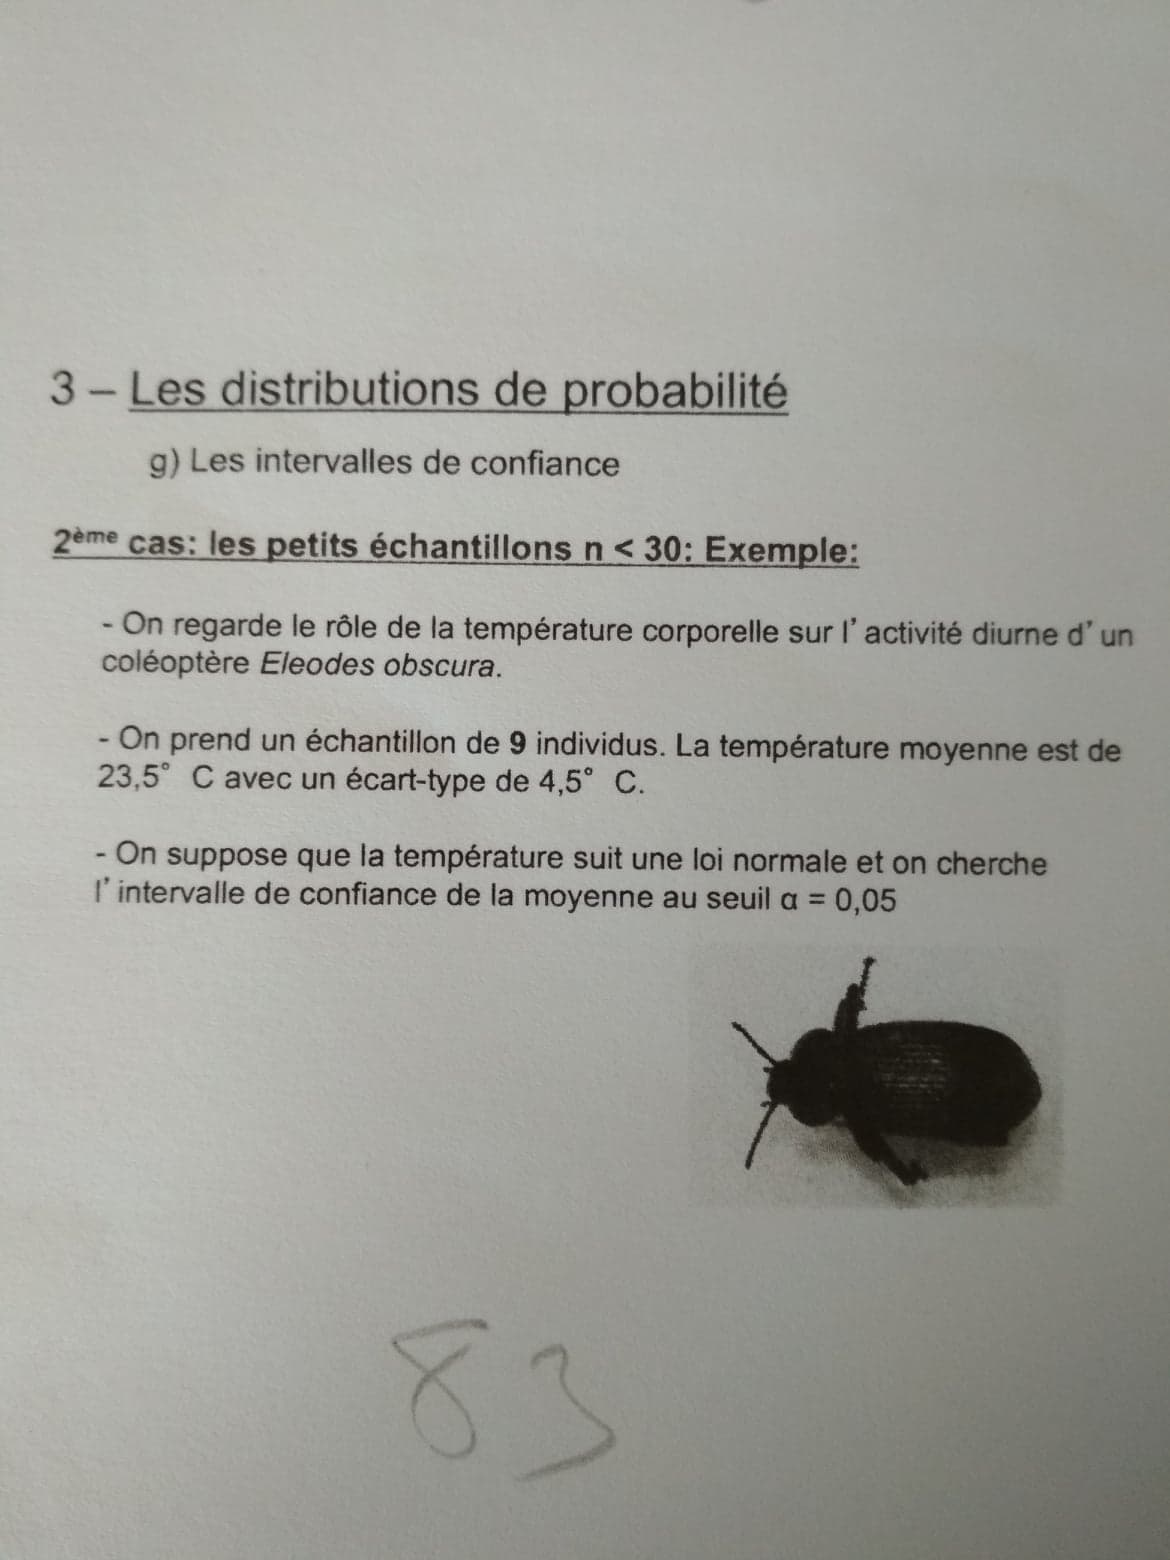 3 – Les distributions de probabilité
g) Les intervalles de confiance
2ème cas: les petits échantillons n < 30: Exemple:
- On regarde le rôle de la température corporelle sur l’ activité diurne d’ un
coléoptère Eleodes obscura.
- On prend un échantillon de 9 individus. La température moyenne est de
23,5° C avec un écart-type de 4,5° C.
- On suppose que la température suit une loi normale et on cherche
l’ intervalle de confiance de la moyenne au seuil α = 0,05
83